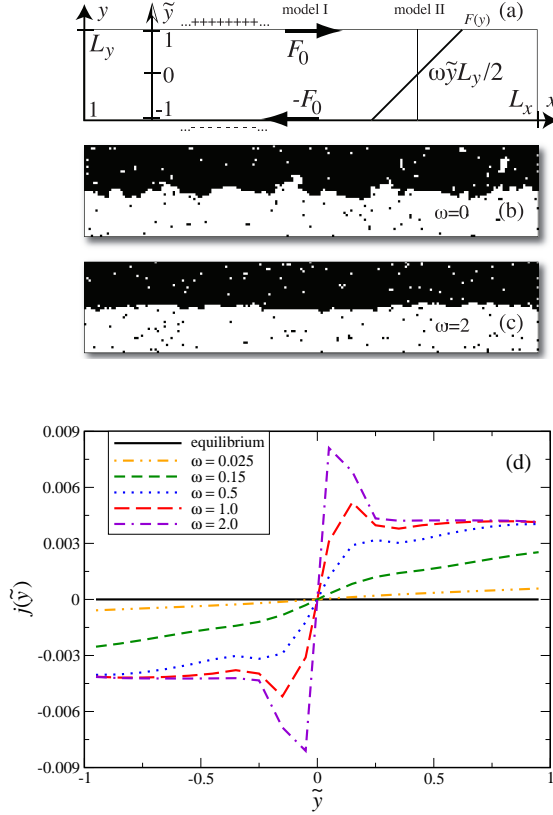 y ỹ model I model II F(y) (a)
...++++++++...
L_y 1 F_0
0 ωỹL_y/2
1 -1 -F_0 L_x x
...--------...
ω=0 (b)
ω=2 (c)
(d)
equilibrium
ω = 0.025
ω = 0.15
ω = 0.5
ω = 1.0
ω = 2.0
0.009
0.006
0.003
0
-0.003
-0.006
-0.009
j(ỹ)
-1 -0.5 0 0.5 1
ỹ